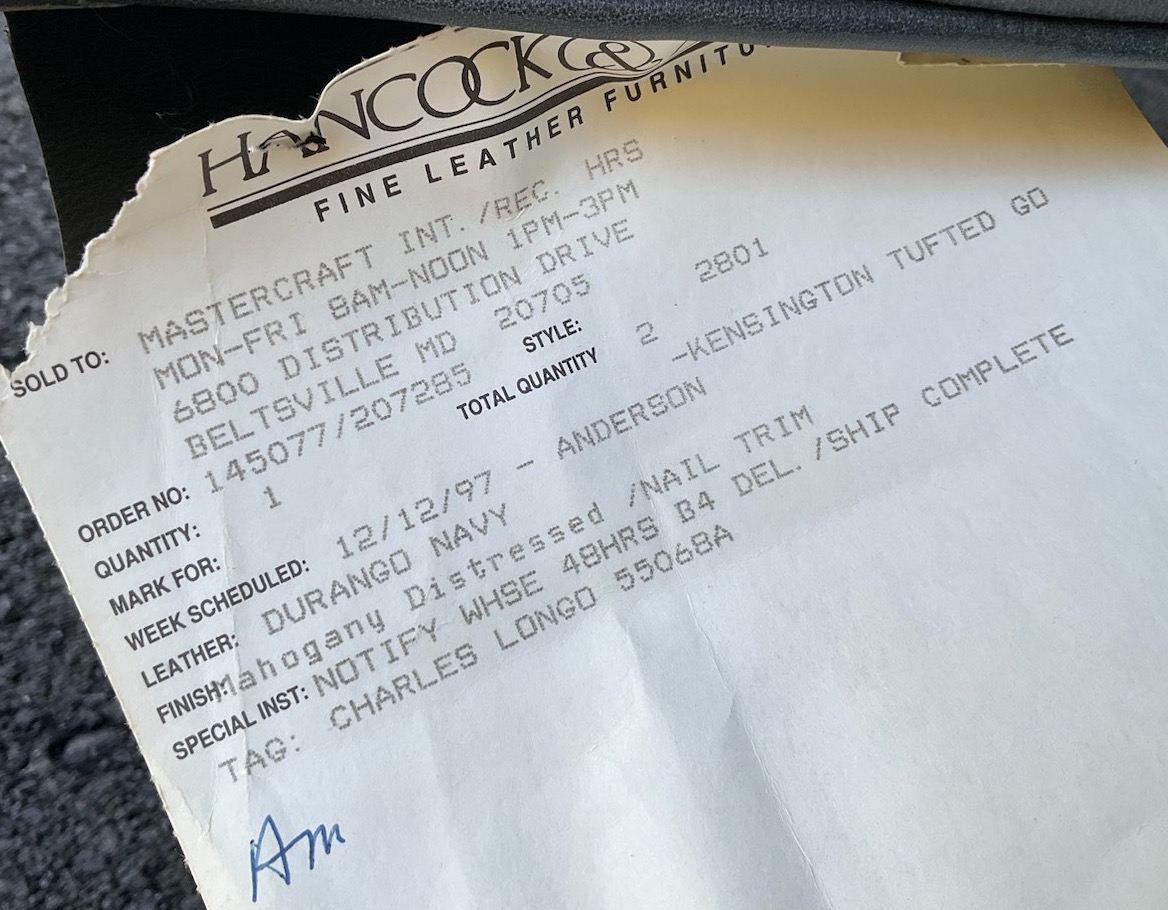 HANCOCK &
FINE LEATHER FURNITU
SOLD TO: MASTERCRAFT INT. /REC. HRS
MON-FRI 8AM-NOON 1PM-3PM
6800 DISTRIBUTION DRIVE
BELTSVILLE MD 20705
ORDER NO: 145077/207285 STYLE: 2801
QUANTITY: 1 TOTAL QUANTITY 2
MARK FOR: -KENSINGTON TUFTED GO
WEEK SCHEDULED: 12/12/97 - ANDERSON
LEATHER: DURANGO NAVY
FINISH: Mahogany Distressed /NAIL TRIM
SPECIAL INST: NOTIFY WHSE 48HRS B4 DEL. /SHIP COMPLETE
TAG: CHARLES LONGO 55068A
Am